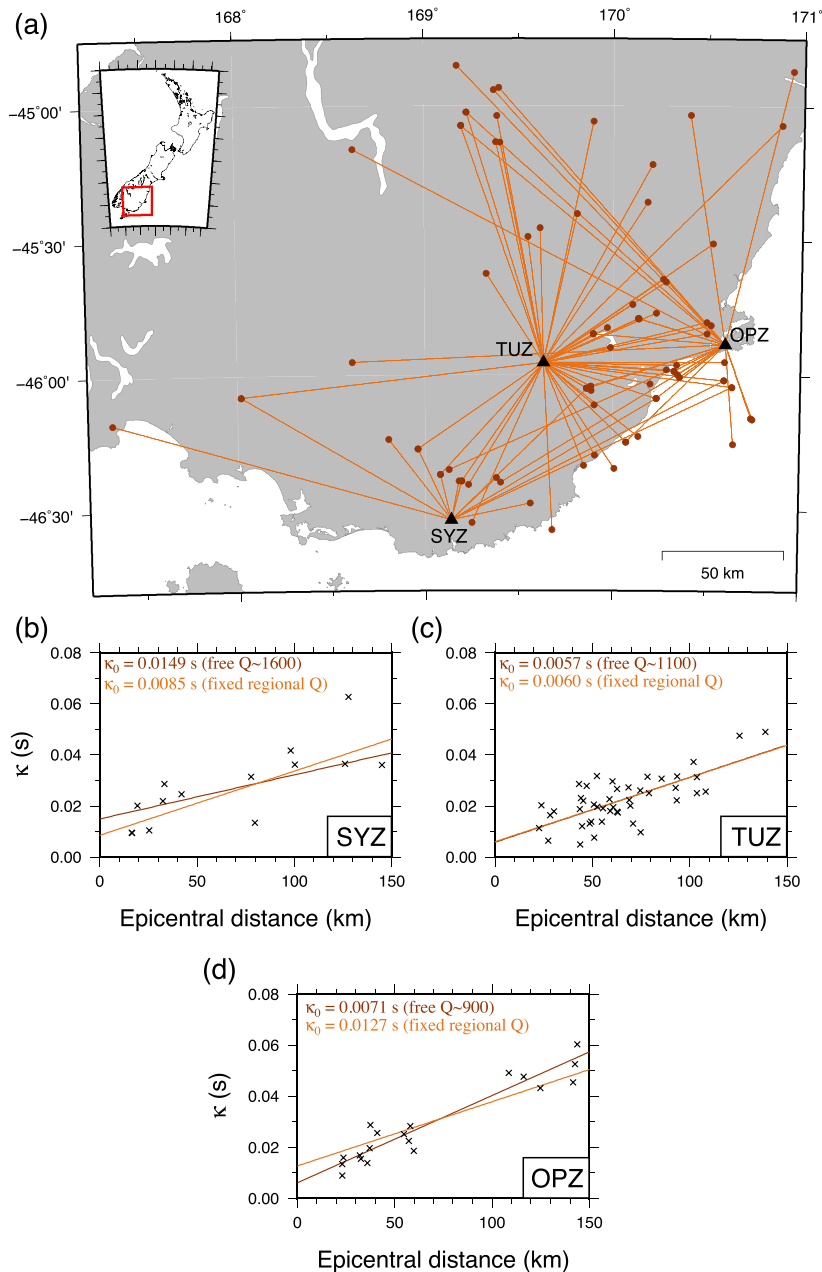 (a)
168˚
169˚
170˚
171˚
−45˚00'
−45˚30'
−46˚00'
−46˚30'
TUZ
OPZ
SYZ
50 km
(b)
κ0 = 0.0149 s (free Q~1600)
κ0 = 0.0085 s (fixed regional Q)
0.08
0.06
0.04
0.02
0.00
κ (s)
SYZ
0
50
100
150
Epicentral distance (km)
(c)
κ0 = 0.0057 s (free Q~1100)
κ0 = 0.0060 s (fixed regional Q)
0.08
0.06
0.04
0.02
0.00
TUZ
0
50
100
150
Epicentral distance (km)
(d)
κ0 = 0.0071 s (free Q~900)
κ0 = 0.0127 s (fixed regional Q)
0.08
0.06
0.04
0.02
0.00
κ (s)
OPZ
0
50
100
150
Epicentral distance (km)